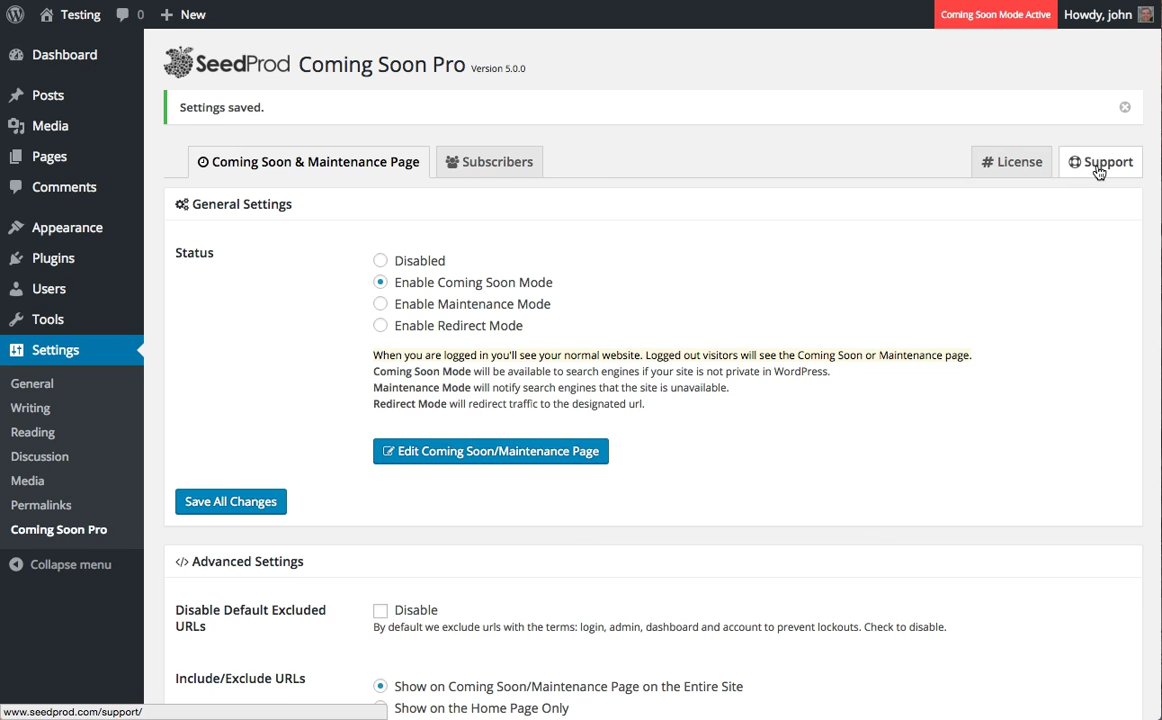 Testing 0 New Coming Soon Mode Active Howdy, john
Dashboard
Posts
Media
Pages
Comments
Appearance
Plugins
Users
Tools
Settings
General
Writing
Reading
Discussion
Media
Permalinks
Coming Soon Pro
Collapse menu
SeedProd Coming Soon Pro Version 5.0.0
Settings saved.
Coming Soon & Maintenance Page Subscribers # License Support
General Settings
Status
Disabled
Enable Coming Soon Mode
Enable Maintenance Mode
Enable Redirect Mode
When you are logged in you'll see your normal website. Logged out visitors will see the Coming Soon or Maintenance page.
Coming Soon Mode will be available to search engines if your site is not private in WordPress.
Maintenance Mode will notify search engines that the site is unavailable.
Redirect Mode will redirect traffic to the designated url.
Edit Coming Soon/Maintenance Page
Save All Changes
</> Advanced Settings
Disable Default Excluded
URLs
Disable
By default we exclude urls with the terms: login, admin, dashboard and account to prevent lockouts. Check to disable.
Include/Exclude URLs
Show on Coming Soon/Maintenance Page on the Entire Site
Show on the Home Page Only
www.seedprod.com/support/